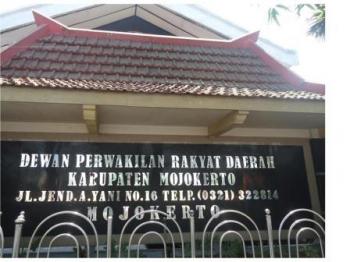 DEWAN PERWAKILAN RAKYAT DAERAH
KABUPATEN MOJOKERTO
JL.JEND.A.YANI NO.16 TELP.(0321) 322814
MOJOKERTO